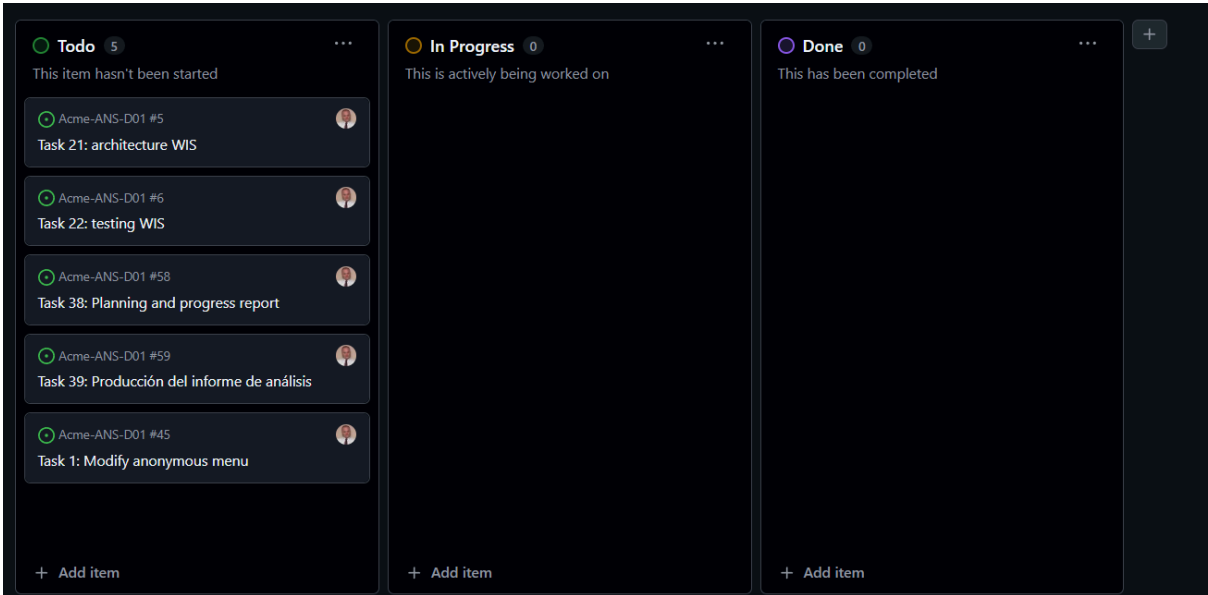 Todo 5 ...
This item hasn't been started
Acme-ANS-D01 #5
Task 21: architecture WIS
Acme-ANS-D01 #6
Task 22: testing WIS
Acme-ANS-D01 #58
Task 38: Planning and progress report
Acme-ANS-D01 #59
Task 39: Producción del informe de análisis
Acme-ANS-D01 #45
Task 1: Modify anonymous menu
+ Add item
In Progress 0 ...
This is actively being worked on
+ Add item
Done 0 ...
This has been completed
+ Add item
+